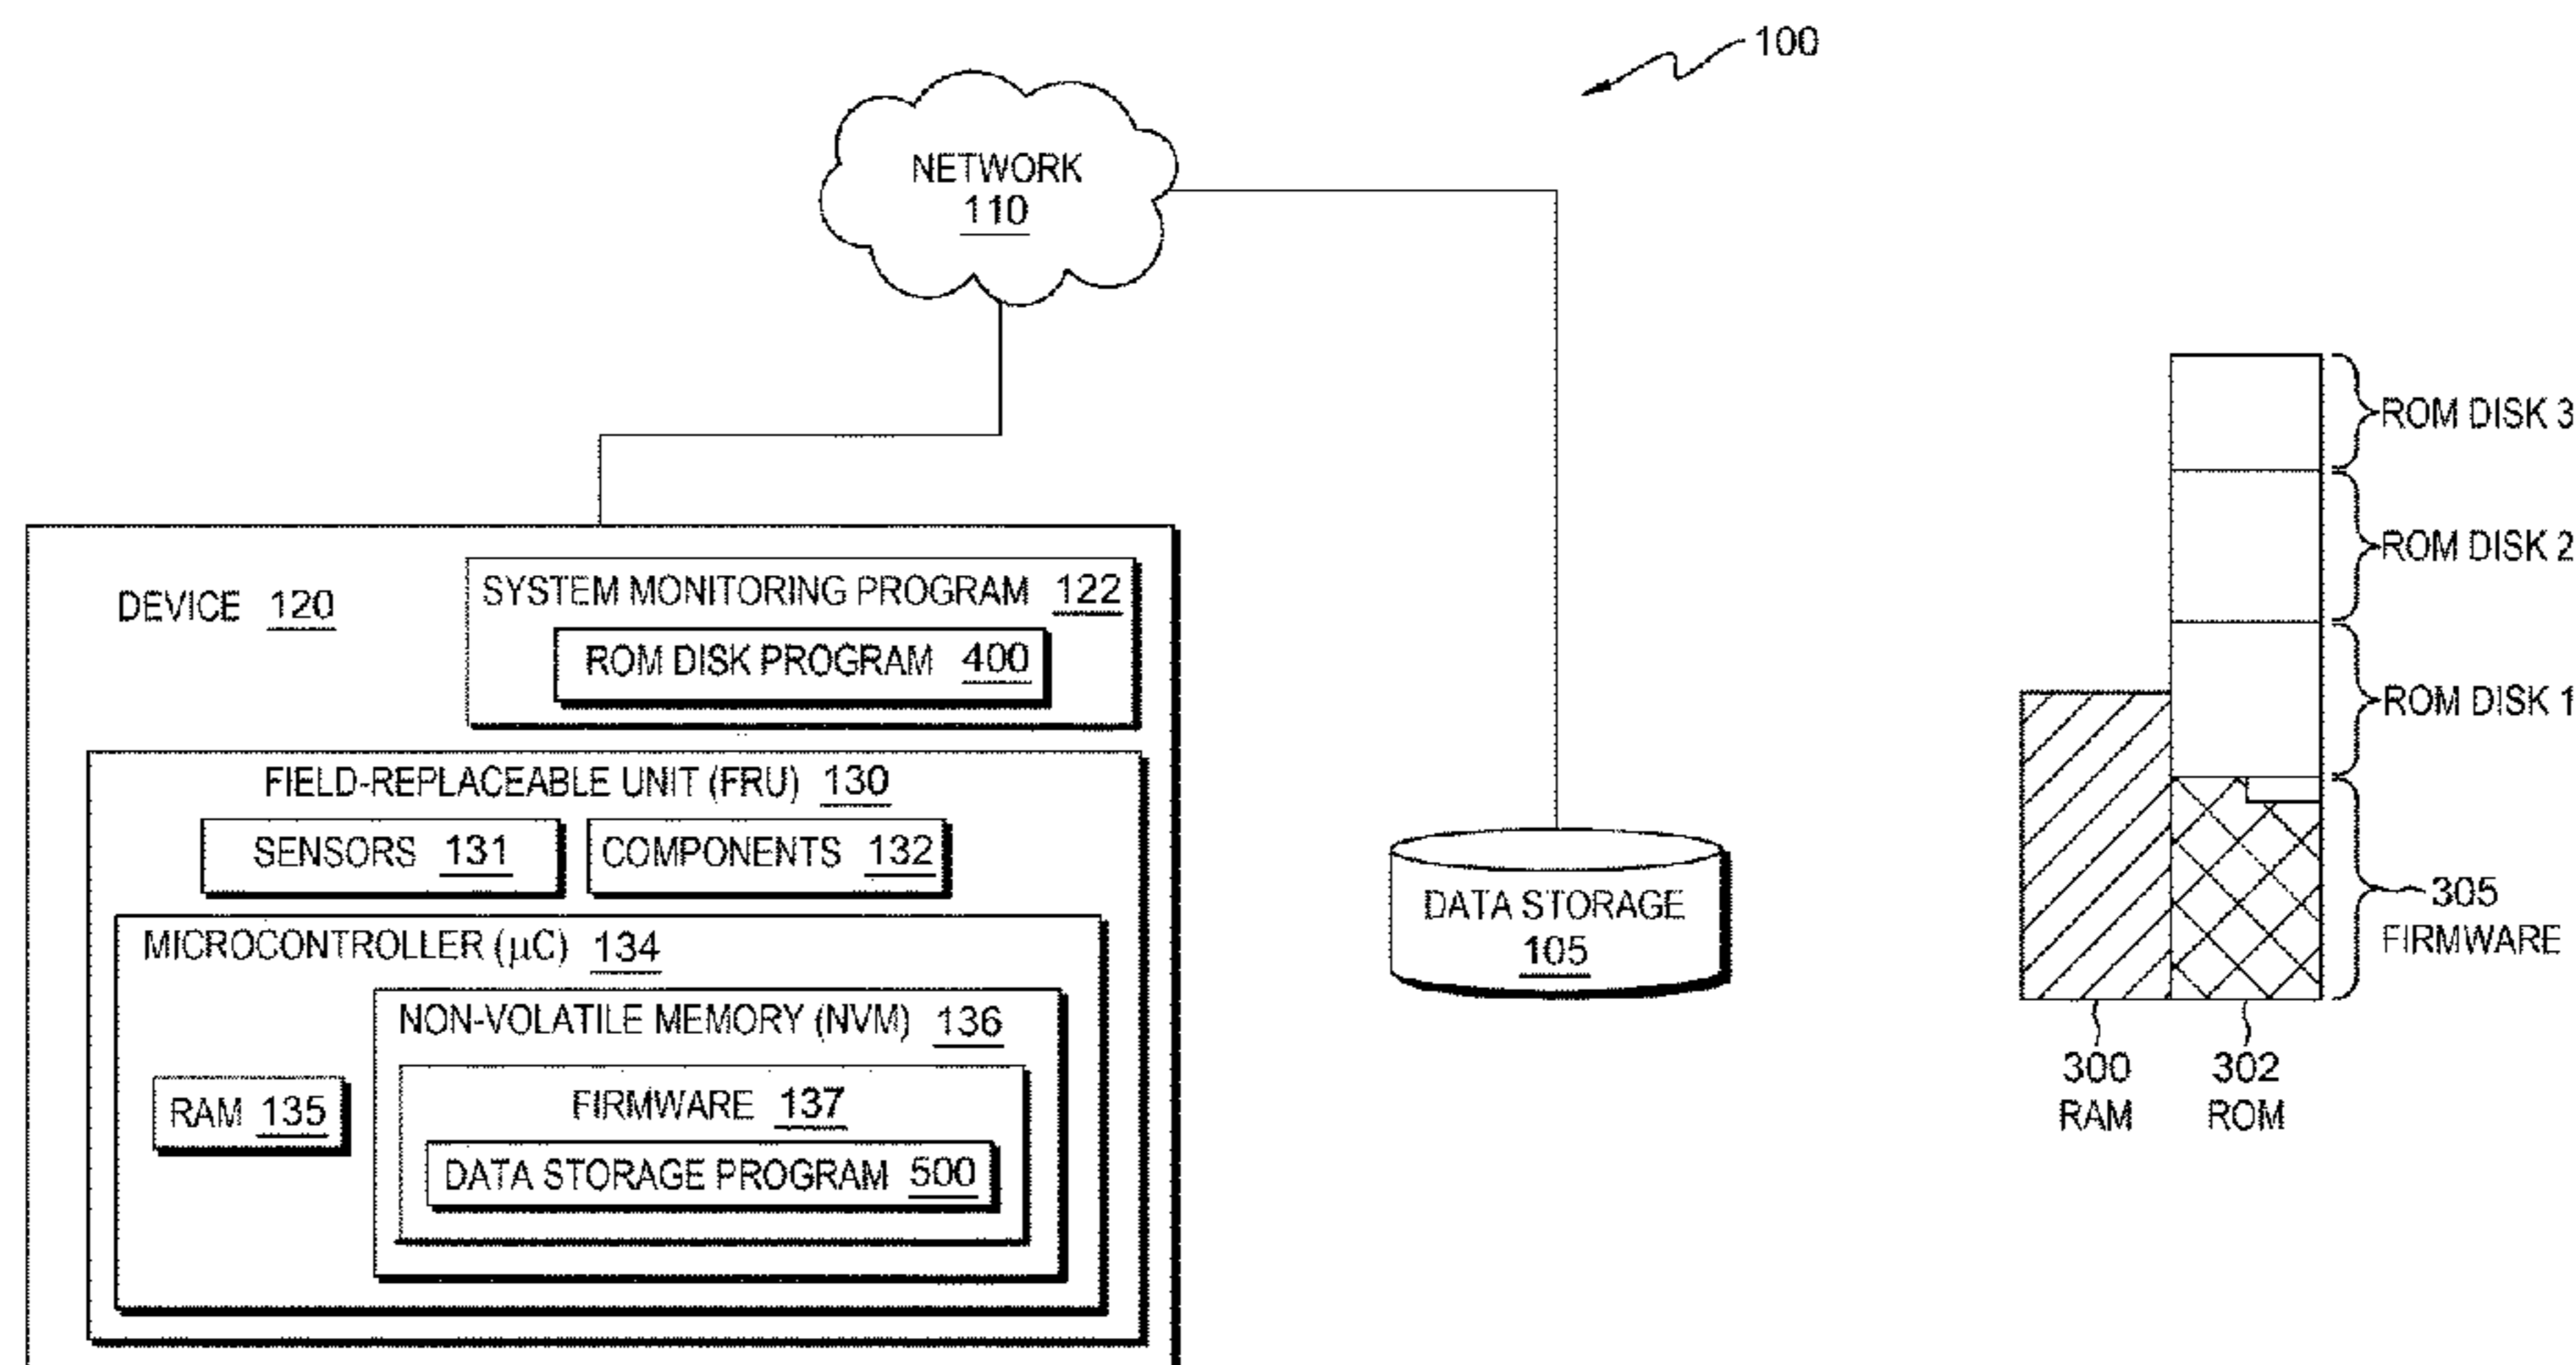 100
NETWORK
110
DEVICE 120
SYSTEM MONITORING PROGRAM 122
ROM DISK PROGRAM 400
FIELD-REPLACEABLE UNIT (FRU) 130
SENSORS 131
COMPONENTS 132
MICROCONTROLLER (µC) 134
NON-VOLATILE MEMORY (NVM) 136
RAM 135
FIRMWARE 137
DATA STORAGE PROGRAM 500
DATA STORAGE
105
ROM DISK 3
ROM DISK 2
ROM DISK 1
305
FIRMWARE
300
RAM
302
ROM